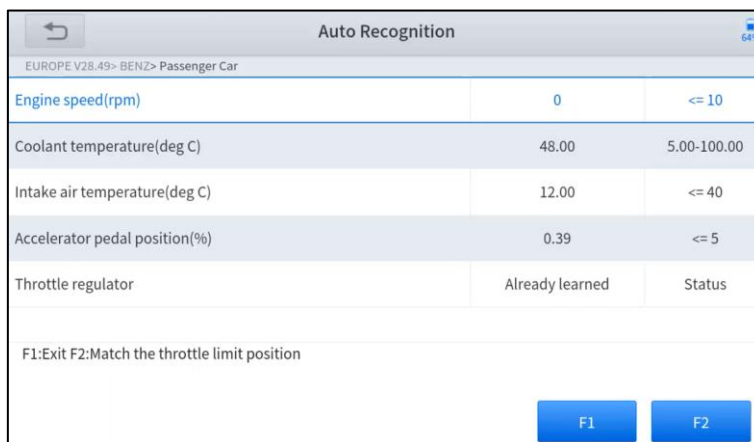 Auto Recognition
64%
EUROPE V28.49> BENZ> Passenger Car
Engine speed(rpm) 0 <= 10
Coolant temperature(deg C) 48.00 5.00-100.00
Intake air temperature(deg C) 12.00 <= 40
Accelerator pedal position(%) 0.39 <= 5
Throttle regulator Already learned Status
F1:Exit F2:Match the throttle limit position
F1 F2